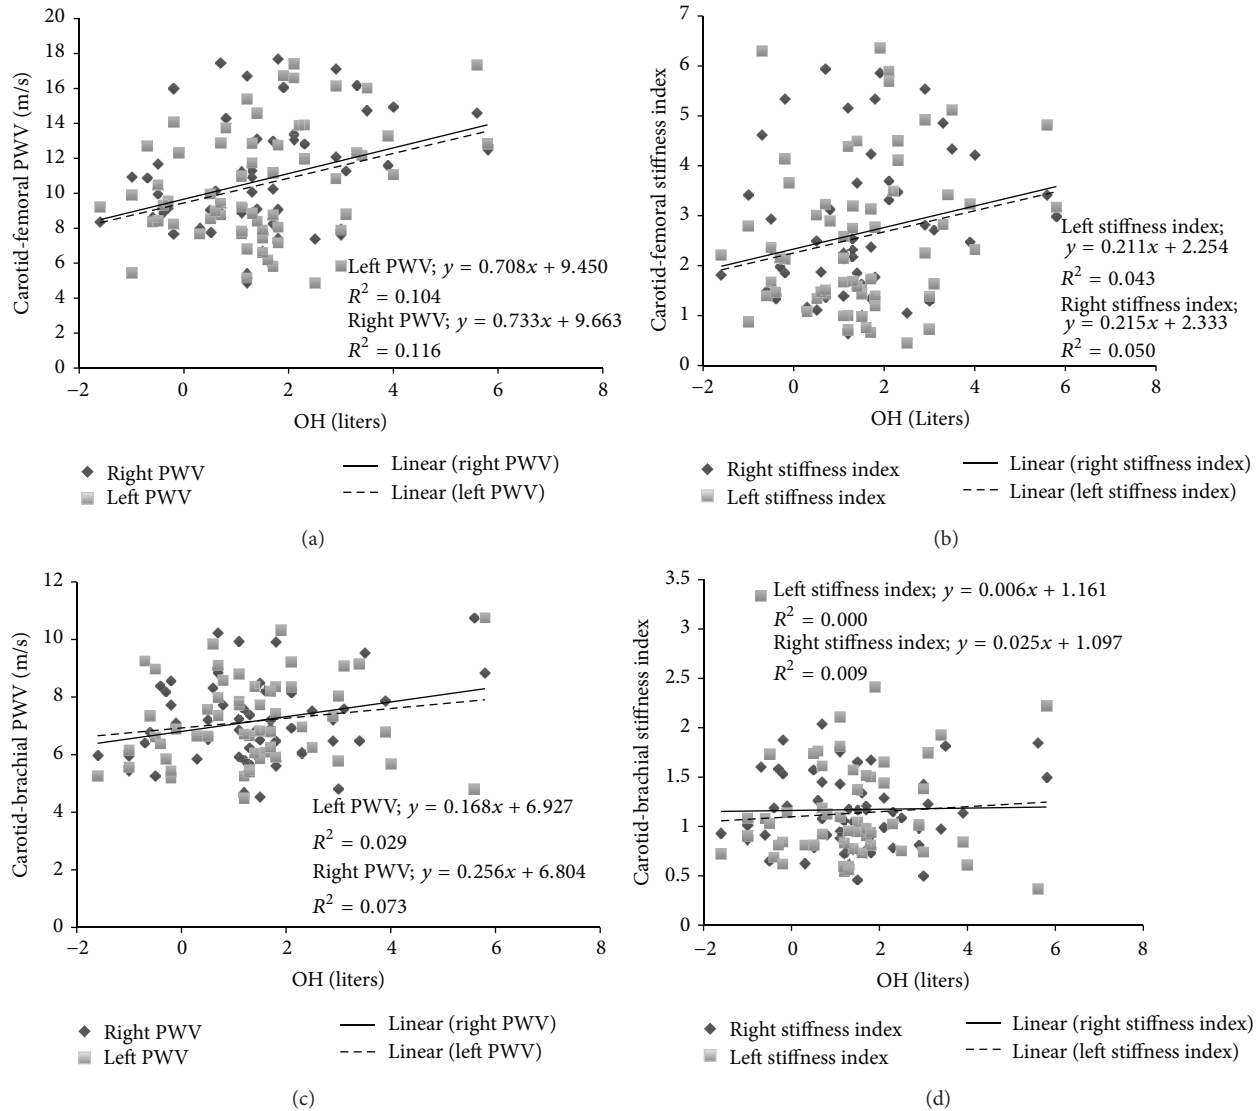 Carotid-femoral PWV (m/s)
20
18
16
14
12
10
8
6
4
2
0
−2 0 2 4 6 8
OH (liters)
Left PWV; y = 0.708x + 9.450
R² = 0.104
Right PWV; y = 0.733x + 9.663
R² = 0.116
Right PWV
Left PWV
Linear (right PWV)
Linear (left PWV)
(a)
Carotid-femoral stiffness index
7
6
5
4
3
2
1
0
−2 0 2 4 6 8
OH (Liters)
Left stiffness index;
y = 0.211x + 2.254
R² = 0.043
Right stiffness index;
y = 0.215x + 2.333
R² = 0.050
Right stiffness index
Left stiffness index
Linear (right stiffness index)
Linear (left stiffness index)
(b)
Carotid-brachial PWV (m/s)
12
10
8
6
4
2
0
−2 0 2 4 6 8
OH (liters)
Left PWV; y = 0.168x + 6.927
R² = 0.029
Right PWV; y = 0.256x + 6.804
R² = 0.073
Right PWV
Left PWV
Linear (right PWV)
Linear (left PWV)
(c)
Carotid-brachial stiffness index
3.5
3
2.5
2
1.5
1
0.5
0
−2 0 2 4 6 8
OH (liters)
Left stiffness index; y = 0.006x + 1.161
R² = 0.000
Right stiffness index; y = 0.025x + 1.097
R² = 0.009
Right stiffness index
Left stiffness index
Linear (right stiffness index)
Linear (left stiffness index)
(d)